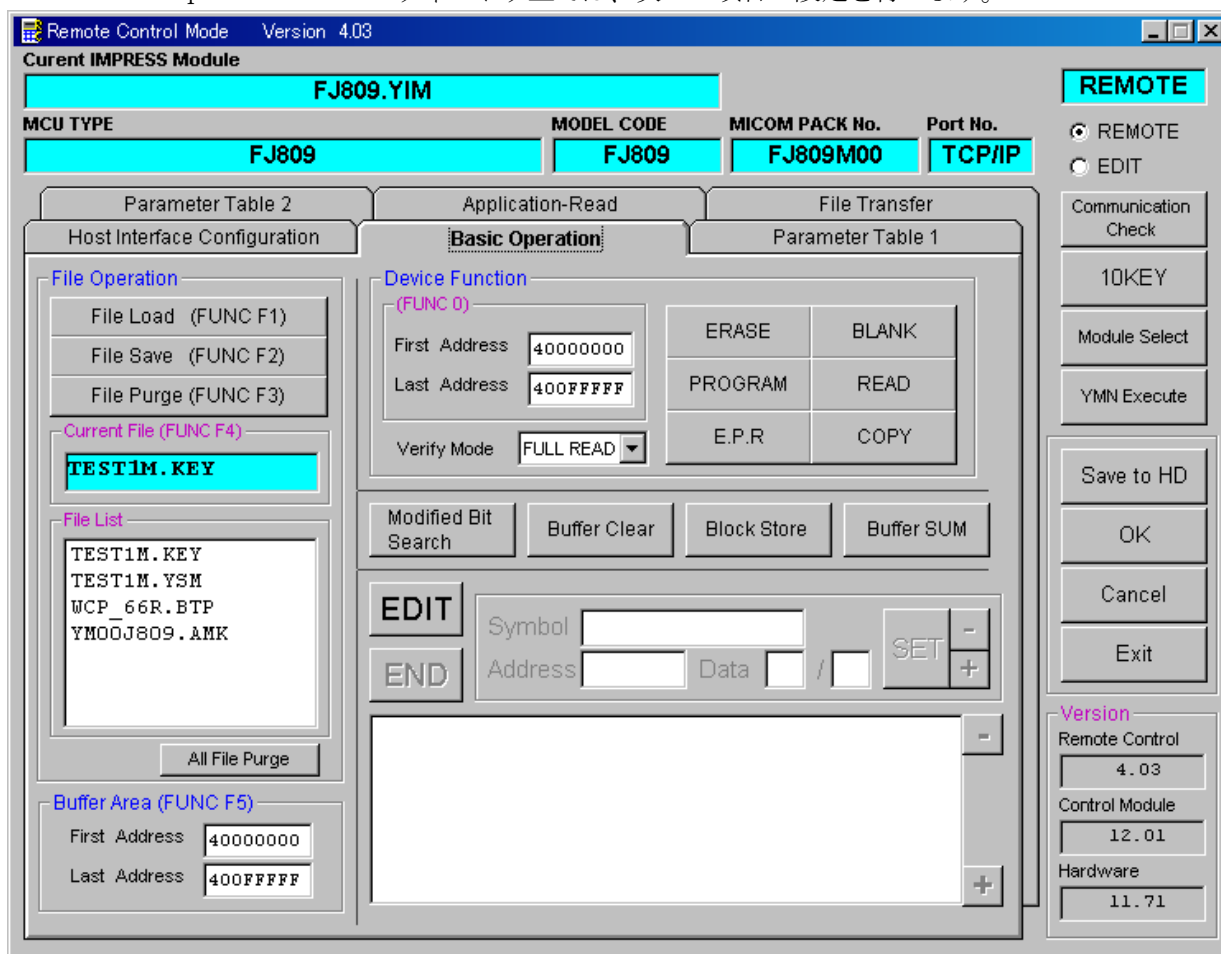 Remote Control Mode Version 4.03
Curent IMPRESS Module
FJ809.YIM
REMOTE
MCU TYPE
MODEL CODE
MICOM PACK No.
Port No.
FJ809
FJ809
FJ809M00
TCP/IP
REMOTE
EDIT
Parameter Table 2
Application-Read
File Transfer
Host Interface Configuration
Basic Operation
Parameter Table 1
File Operation
File Load (FUNC F1)
File Save (FUNC F2)
File Purge (FUNC F3)
Current File (FUNC F4)
TEST1M.KEY
File List
TEST1M.KEY
TEST1M.YSM
WCP_66R.BTP
YM00J809.AMK
All File Purge
Buffer Area (FUNC F5)
First Address 40000000
Last Address 400FFFFF
Device Function
(FUNC 0)
First Address 40000000
Last Address 400FFFFF
Verify Mode FULL READ
ERASE
BLANK
PROGRAM
READ
E.P.R
COPY
Modified Bit
Search
Buffer Clear
Block Store
Buffer SUM
EDIT
END
Symbol
Address
Data
/
SET
-
+
-
+
Communication
Check
10KEY
Module Select
YMN Execute
Save to HD
OK
Cancel
Exit
Version
Remote Control
4.03
Control Module
12.01
Hardware
11.71